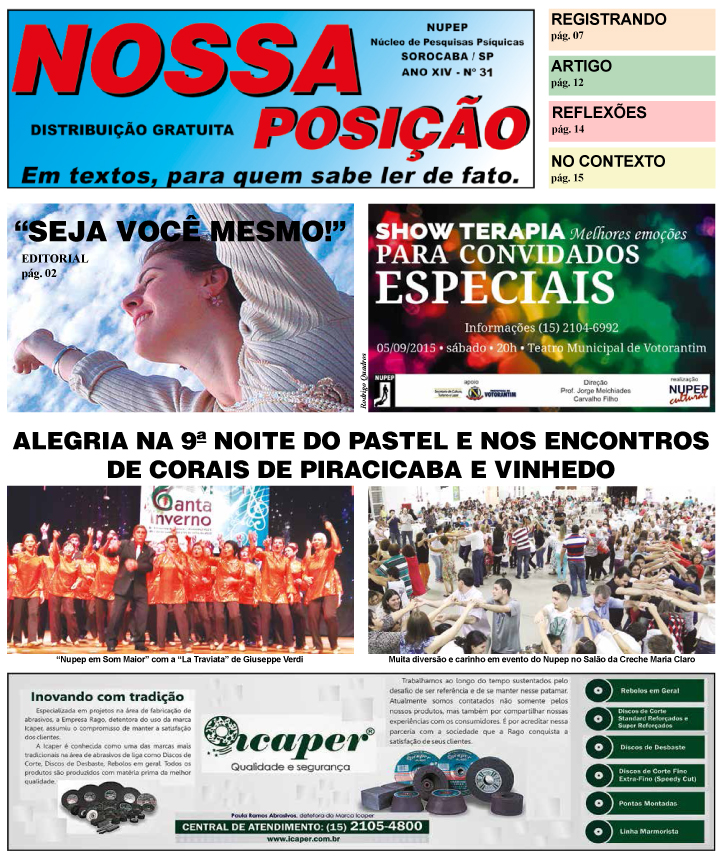 NOSSA
POSIÇÃO
NUPEP
Núcleo de Pesquisas Psíquicas
SOROCABA / SP
ANO XIV - Nº 31
DISTRIBUIÇÃO GRATUITA
Em textos, para quem sabe ler de fato.
REGISTRANDO
pág. 07
ARTIGO
pág. 12
REFLEXÕES
pág. 14
NO CONTEXTO
pág. 15
“SEJA VOCÊ MESMO!”
EDITORIAL
pág. 02
Rodrigo Quadros
SHOW TERAPIA Melhores emoções
PARA CONVIDADOS
ESPECIAIS
Informações (15) 2104-6992
05/09/2015 • sábado • 20h • Teatro Municipal de Votorantim
NUPEP
apoio
VOTORANTIM
Direção
Prof. Jorge Melchiades
Carvalho Filho
realização
NUPEP
cultural
ALEGRIA NA 9ª NOITE DO PASTEL E NOS ENCONTROS
DE CORAIS DE PIRACICABA E VINHEDO
Canta
Inverno
“Nupep em Som Maior” com a “La Traviata” de Giuseppe Verdi
Muita diversão e carinho em evento do Nupep no Salão da Creche Maria Claro
Inovando com tradição
Especializada em projetos na área de fabricação de
abrasivos, a Empresa Rago, detentora do uso da marca
Icaper, assumiu o compromisso de manter a satisfação
dos clientes.
A Icaper é conhecida como uma das marcas mais
tradicionais na área de abrasivos de liga como Discos de
Corte, Discos de Desbaste, Rebolos em geral. Todos os
produtos são produzidos com matéria prima da melhor
qualidade.
icaper®
Qualidade e segurança
Trabalhamos ao longo do tempo sustentados pelo
desafio de ser referência e de se manter nesse patamar.
Atualmente somos contatados não somente pelos
nossos produtos, mas também por compartilhar nossas
experiências com os consumidores. É por acreditar nessa
parceria com a sociedade que a Rago conquista a
satisfação de seus clientes.
Paula Ramos Abrasivos, detetora da Marca Icaper
CENTRAL DE ATENDIMENTO: (15) 2105-4800
www.icaper.com.br
Rebolos em Geral
Discos de Corte
Standard Reforçados e
Super Reforçados
Discos de Desbaste
Discos de Corte Fino
Extra-Fino (Speedy Cut)
Pontas Montadas
Linha Marmorista